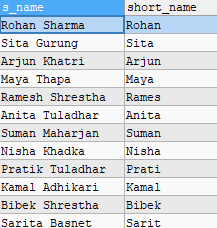 s_name short_name
Rohan Sharma Rohan
Sita Gurung Sita
Arjun Khatri Arjun
Maya Thapa Maya
Ramesh Shrestha Rames
Anita Tuladhar Anita
Suman Maharjan Suman
Nisha Khadka Nisha
Pratik Tuladhar Prati
Kamal Adhikari Kamal
Bibek Shrestha Bibek
Sarita Basnet Sarit